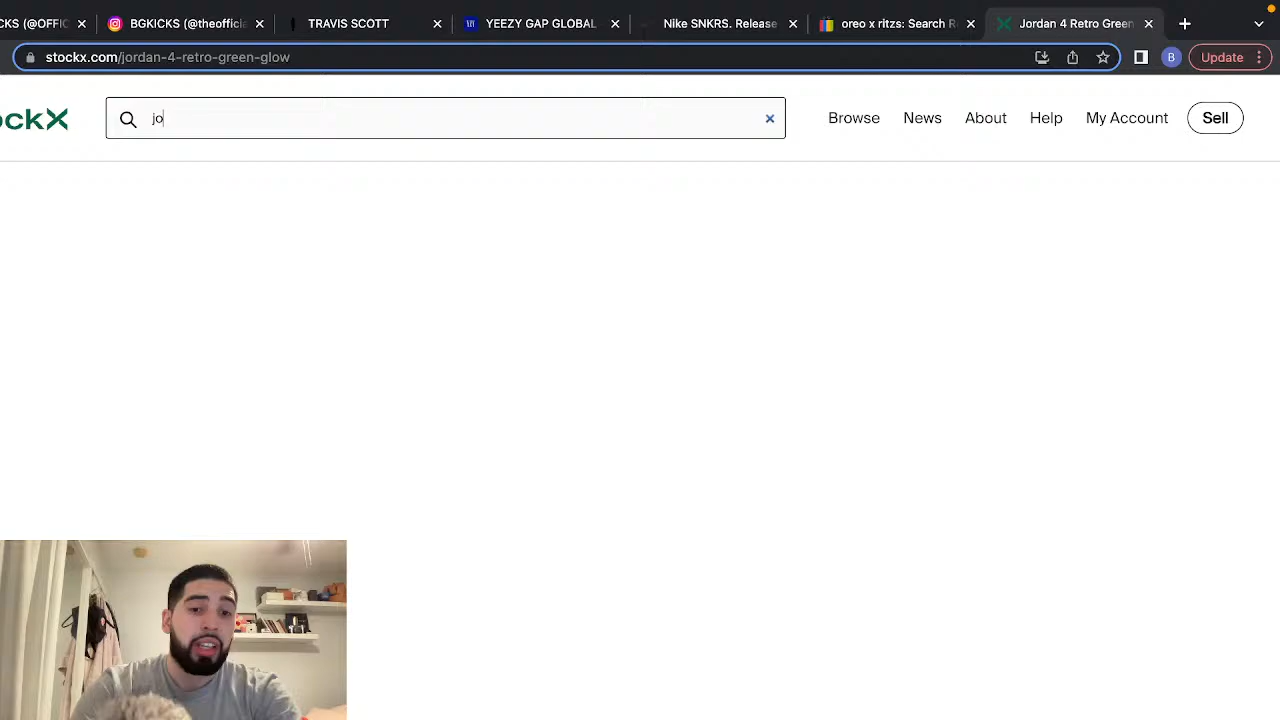 CKS (@OFFIC
BGKICKS (@theofficia
TRAVIS SCOTT
YEEZY GAP GLOBAL
Nike SNKRS. Release
oreo x ritzs: Search R
Jordan 4 Retro Green
stockx.com/jordan-4-retro-green-glow
B
Update
ockX
jo
Browse
News
About
Help
My Account
Sell